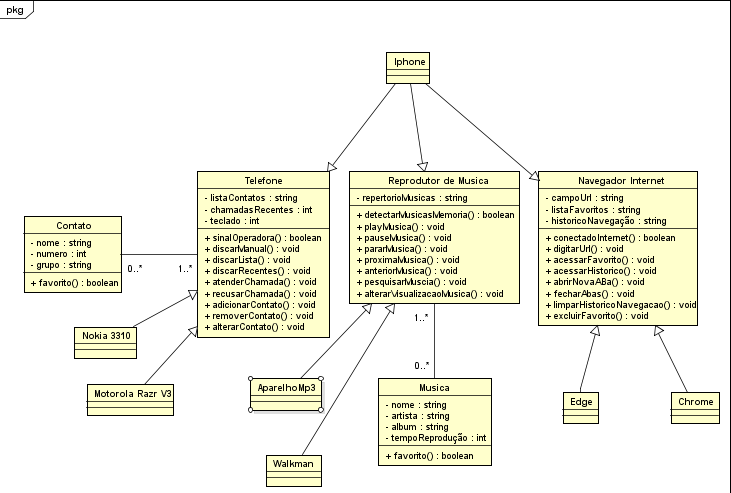 pkg
Iphone
Telefone
- listaContatos : string
- chamadasRecentes : int
- teclado : int
+ sinalOperadora() : boolean
+ discarManual() : void
+ discarLista() : void
+ discarRecentes() : void
+ atenderChamada() : void
+ recusarChamada() : void
+ adicionarContato() : void
+ removerContato() : void
+ alterarContato() : void
Reprodutor de Musica
- repertorioMusicas : string
+ detectarMusicasMemoria() : boolean
+ playMusica() : void
+ pauseMusica() : void
+ pararMusica() : void
+ proximaMusica() : void
+ anteriorMusica() : void
+ pesquisarMuscia() : void
+ alterarVisualizacaoMusica() : void
Navegador Internet
- campoUrl : string
- listaFavoritos : string
- historicoNavegação : string
+ conectadoInternet() : boolean
+ digitarUrl() : void
+ acessarFavorito() : void
+ acessarHistorico() : void
+ abrirNovaABa() : void
+ fecharAbas() : void
+ limparHistoricoNavegacao() : void
+ excluirFavorito() : void
Contato
- nome : string
- numero : int
- grupo : string
+ favorito() : boolean
0..*
1..*
Nokia 3310
Motorola Razr V3
AparelhoMp3
Walkman
1..*
0..*
Musica
- nome : string
- artista : string
- album : string
- tempoReprodução : int
+ favorito() : boolean
Edge
Chrome